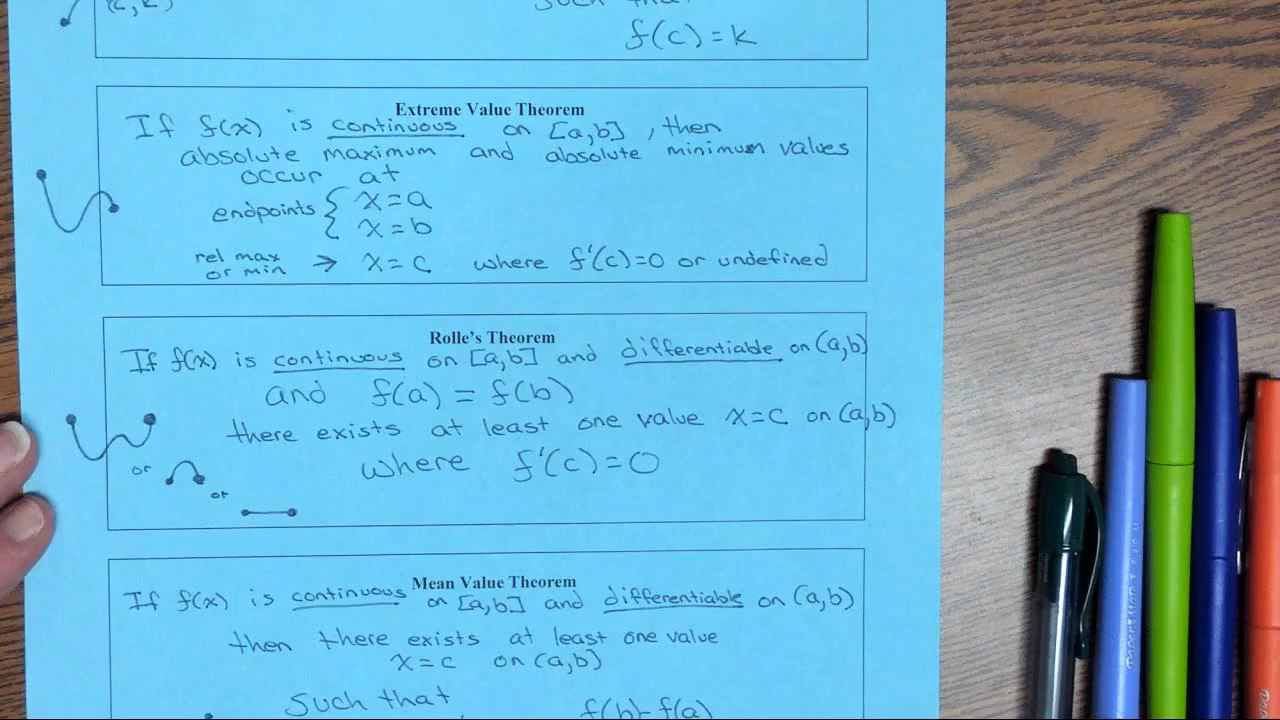 (c, k)
such that
f(c) = k
Extreme Value Theorem
If f(x) is continuous on [a,b], then
absolute maximum and absolute minimum values
occur at
endpoints { x=a
x=b
rel max
or min → x=c where f'(c)=0 or undefined
Rolle's Theorem
If f(x) is continuous on [a,b] and differentiable on (a,b)
and f(a) = f(b)
there exists at least one value x=c on (a,b)
where f'(c)=0
or
or
Mean Value Theorem
If f(x) is continuous on [a,b] and differentiable on (a,b)
then there exists at least one value
x=c on (a,b)
Such that
f(b)-f(a)